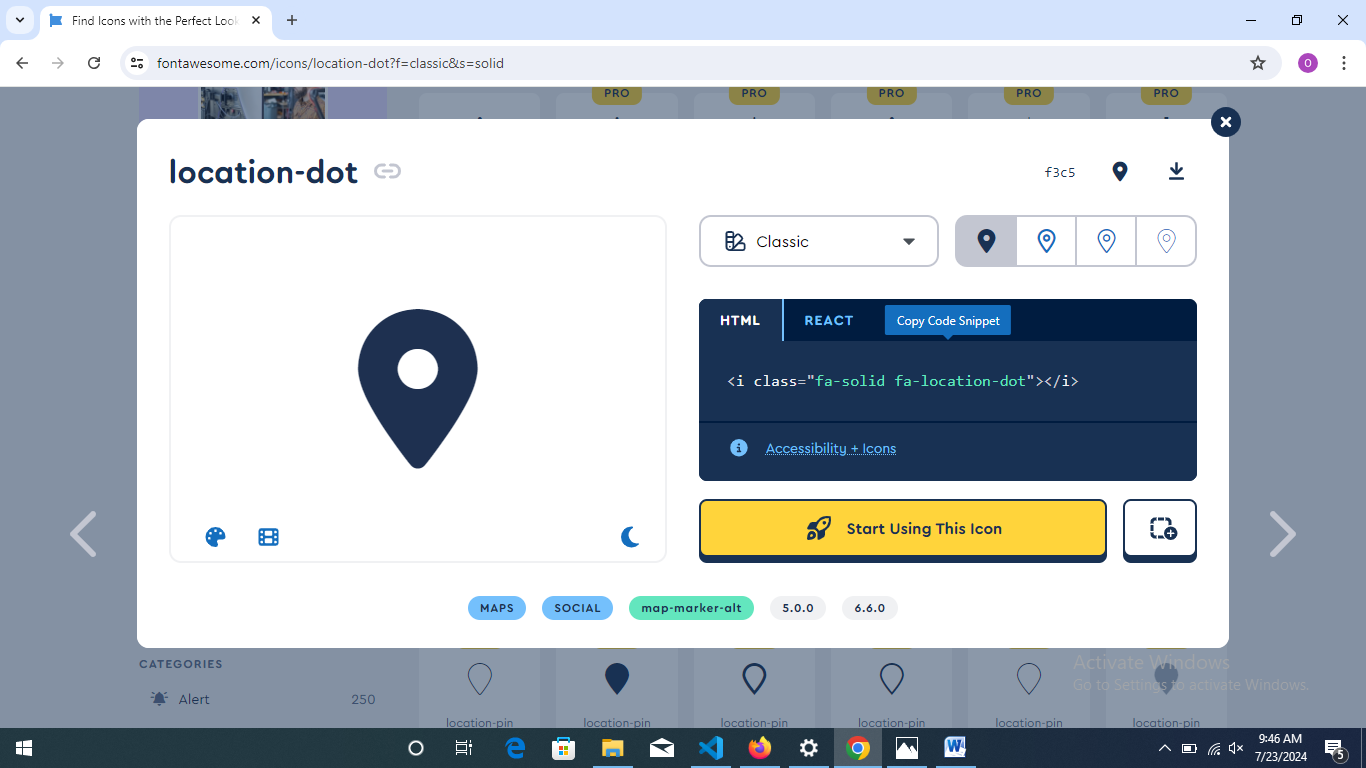 Find Icons with the Perfect Look
fontawesome.com/icons/location-dot?f=classic&s=solid
O
PRO
PRO
PRO
PRO
PRO
location-dot
f3c5
Classic
HTML
REACT
Copy Code Snippet
<i class="fa-solid fa-location-dot"></i>
Accessibility + Icons
Start Using This Icon
MAPS
SOCIAL
map-marker-alt
5.0.0
6.6.0
CATEGORIES
Alert
250
location-pin
location-pin
location-pin
location-pin
location-pin
location-pin
Activate Windows
Go to Settings to activate Windows.
9:46 AM
7/23/2024
5